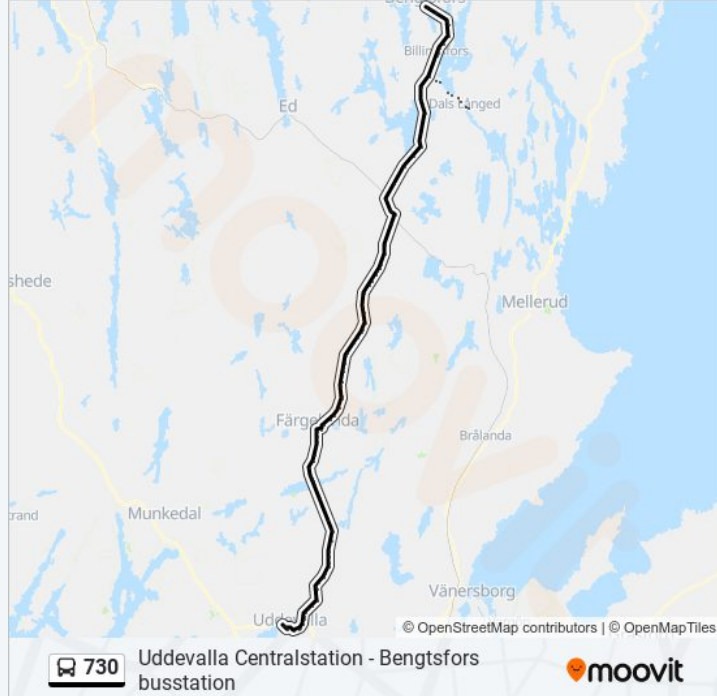 Bengtsfors
Billingsfors
Dals Långed
Ed
shede
Mellerud
Färgelanda
Brålanda
trand
Munkedal
Vänersborg
Uddevalla
© OpenStreetMap contributors | © OpenMapTiles
730
Uddevalla Centralstation - Bengtsfors
busstation
moovit
moovit